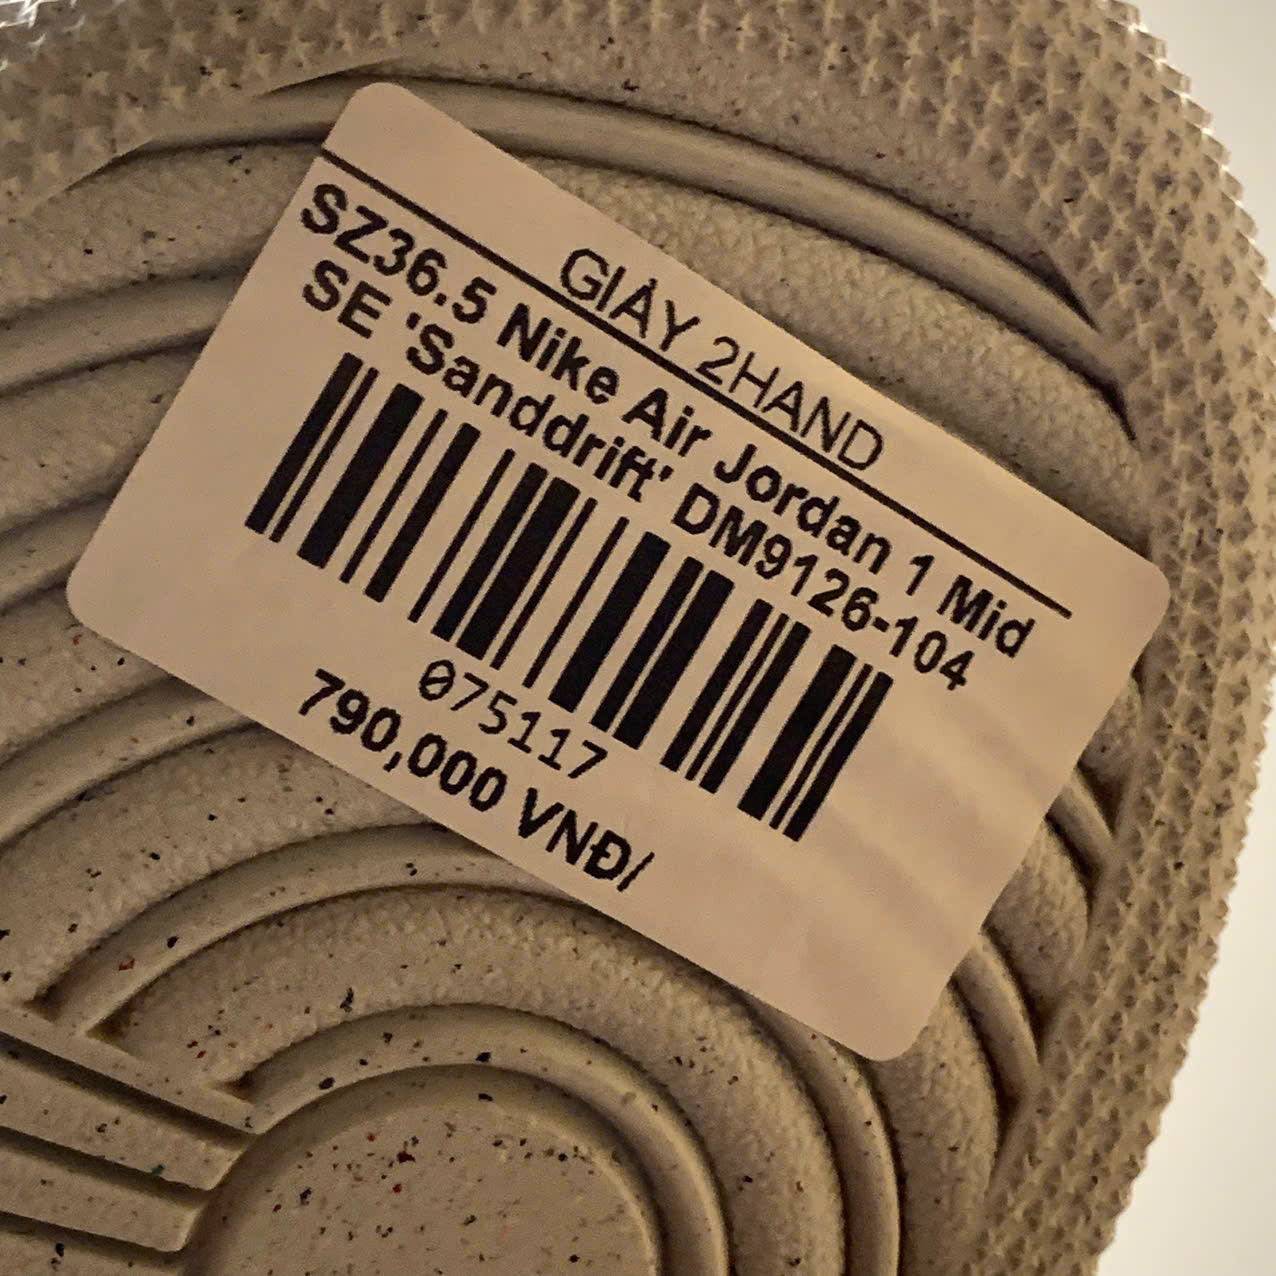 GIÀY 2HAND
SZ36.5 Nike Air Jordan 1 Mid
SE 'Sanddrift' DM9126-104
075117
790,000 VNĐ/